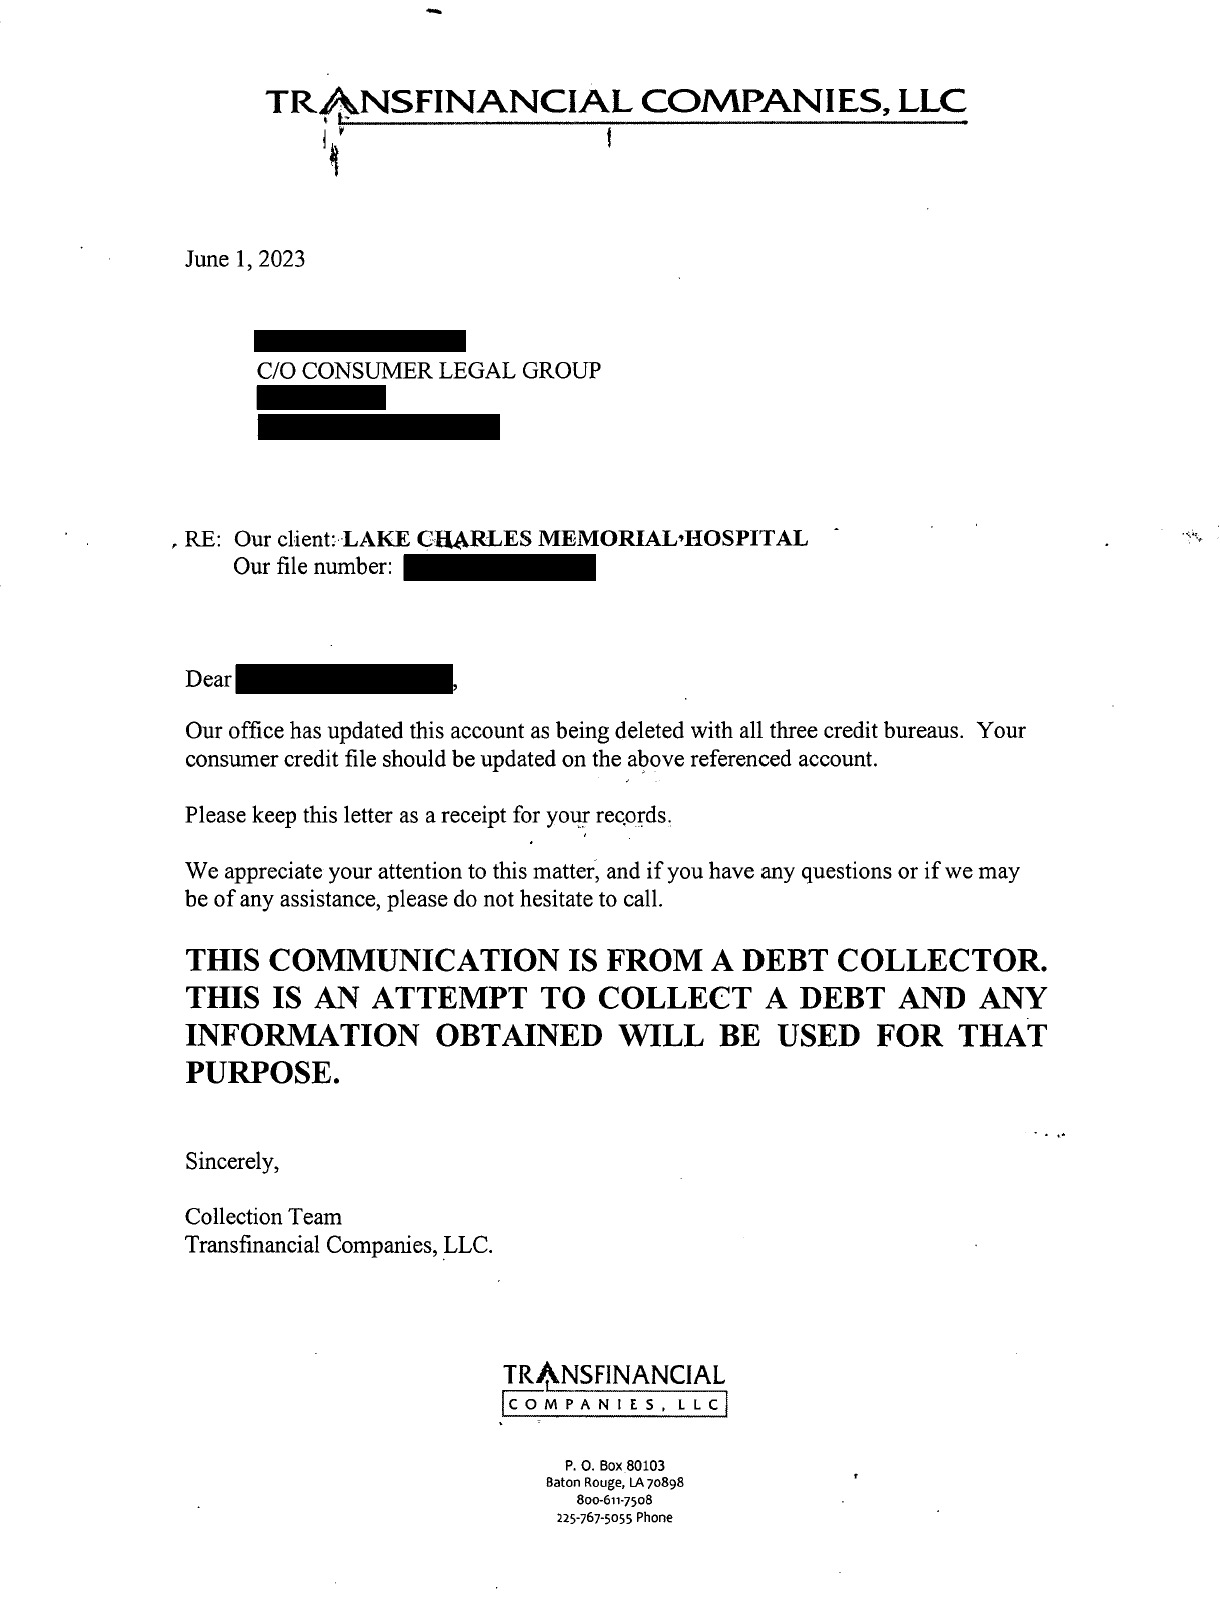 TRANSFINANCIAL COMPANIES, LLC
June 1, 2023
C/O CONSUMER LEGAL GROUP
RE: Our client: LAKE CHARLES MEMORIAL HOSPITAL
Our file number:
Dear ,
Our office has updated this account as being deleted with all three credit bureaus. Your
consumer credit file should be updated on the above referenced account.
Please keep this letter as a receipt for your records.
We appreciate your attention to this matter, and if you have any questions or if we may
be of any assistance, please do not hesitate to call.
THIS COMMUNICATION IS FROM A DEBT COLLECTOR.
THIS IS AN ATTEMPT TO COLLECT A DEBT AND ANY
INFORMATION OBTAINED WILL BE USED FOR THAT
PURPOSE.
Sincerely,
Collection Team
Transfinancial Companies, LLC.
TRANSFINANCIAL
COMPANIES, LLC
P. O. Box 80103
Baton Rouge, LA 70898
800-611-7508
225-767-5055 Phone